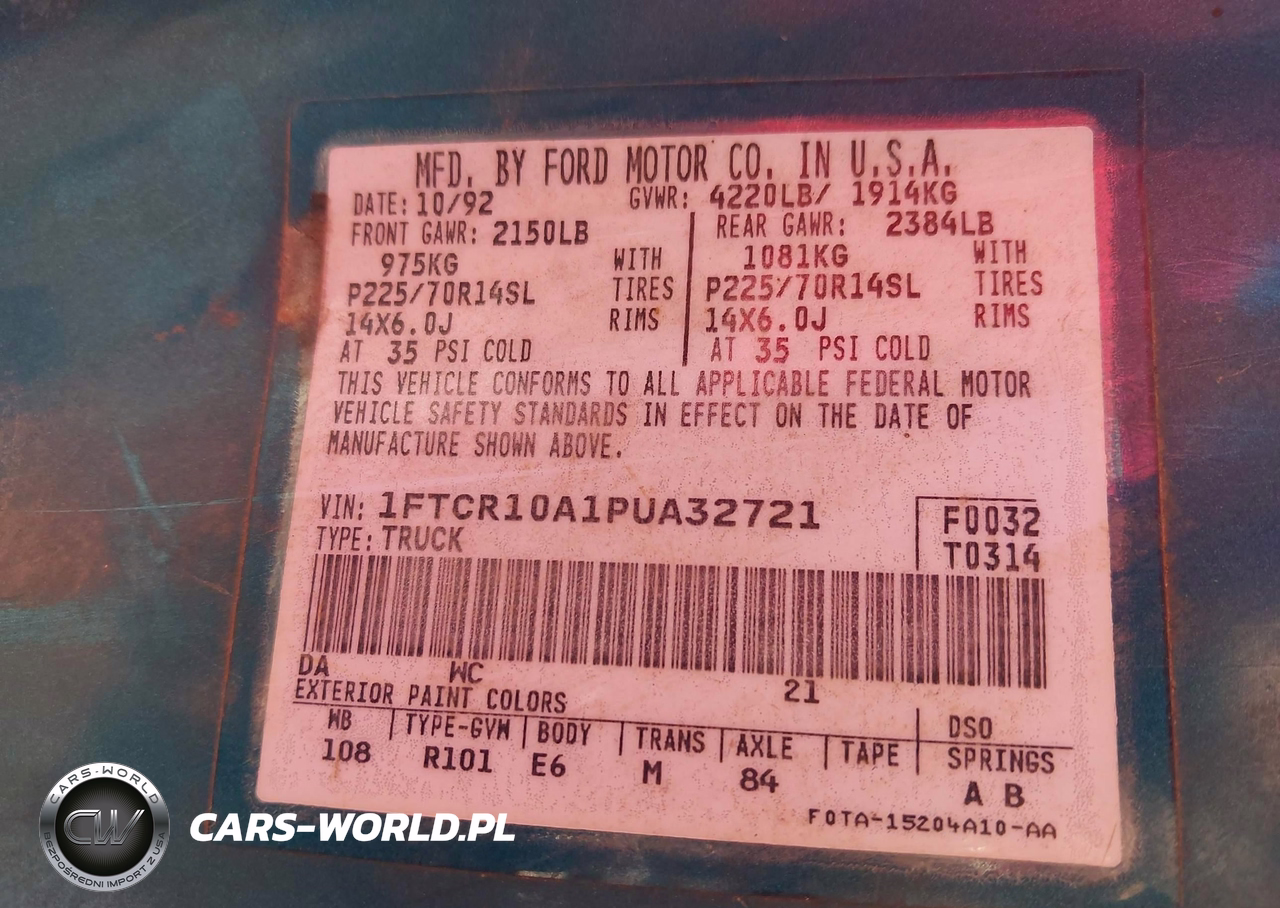 MFD. BY FORD MOTOR CO. IN U.S.A.
DATE: 10/92 GVWR: 4220LB/ 1914KG
FRONT GAWR: 2150LB REAR GAWR: 2384LB
975KG WITH 1081KG WITH
P225/70R14SL TIRES P225/70R14SL TIRES
14X6.0J RIMS 14X6.0J RIMS
AT 35 PSI COLD AT 35 PSI COLD
THIS VEHICLE CONFORMS TO ALL APPLICABLE FEDERAL MOTOR
VEHICLE SAFETY STANDARDS IN EFFECT ON THE DATE OF
MANUFACTURE SHOWN ABOVE.
VIN: 1FTCR10A1PUA32721 F0032
TYPE: TRUCK T0314
DA WC 21
EXTERIOR PAINT COLORS DSO
WB TYPE-GVW BODY TRANS AXLE TAPE SPRINGS
108 R101 E6 M 84 A B
F0TA-15204A10-AA
CARS-WORLD
CW
BEZPOŚREDNI IMPORT Z USA
CARS-WORLD.PL